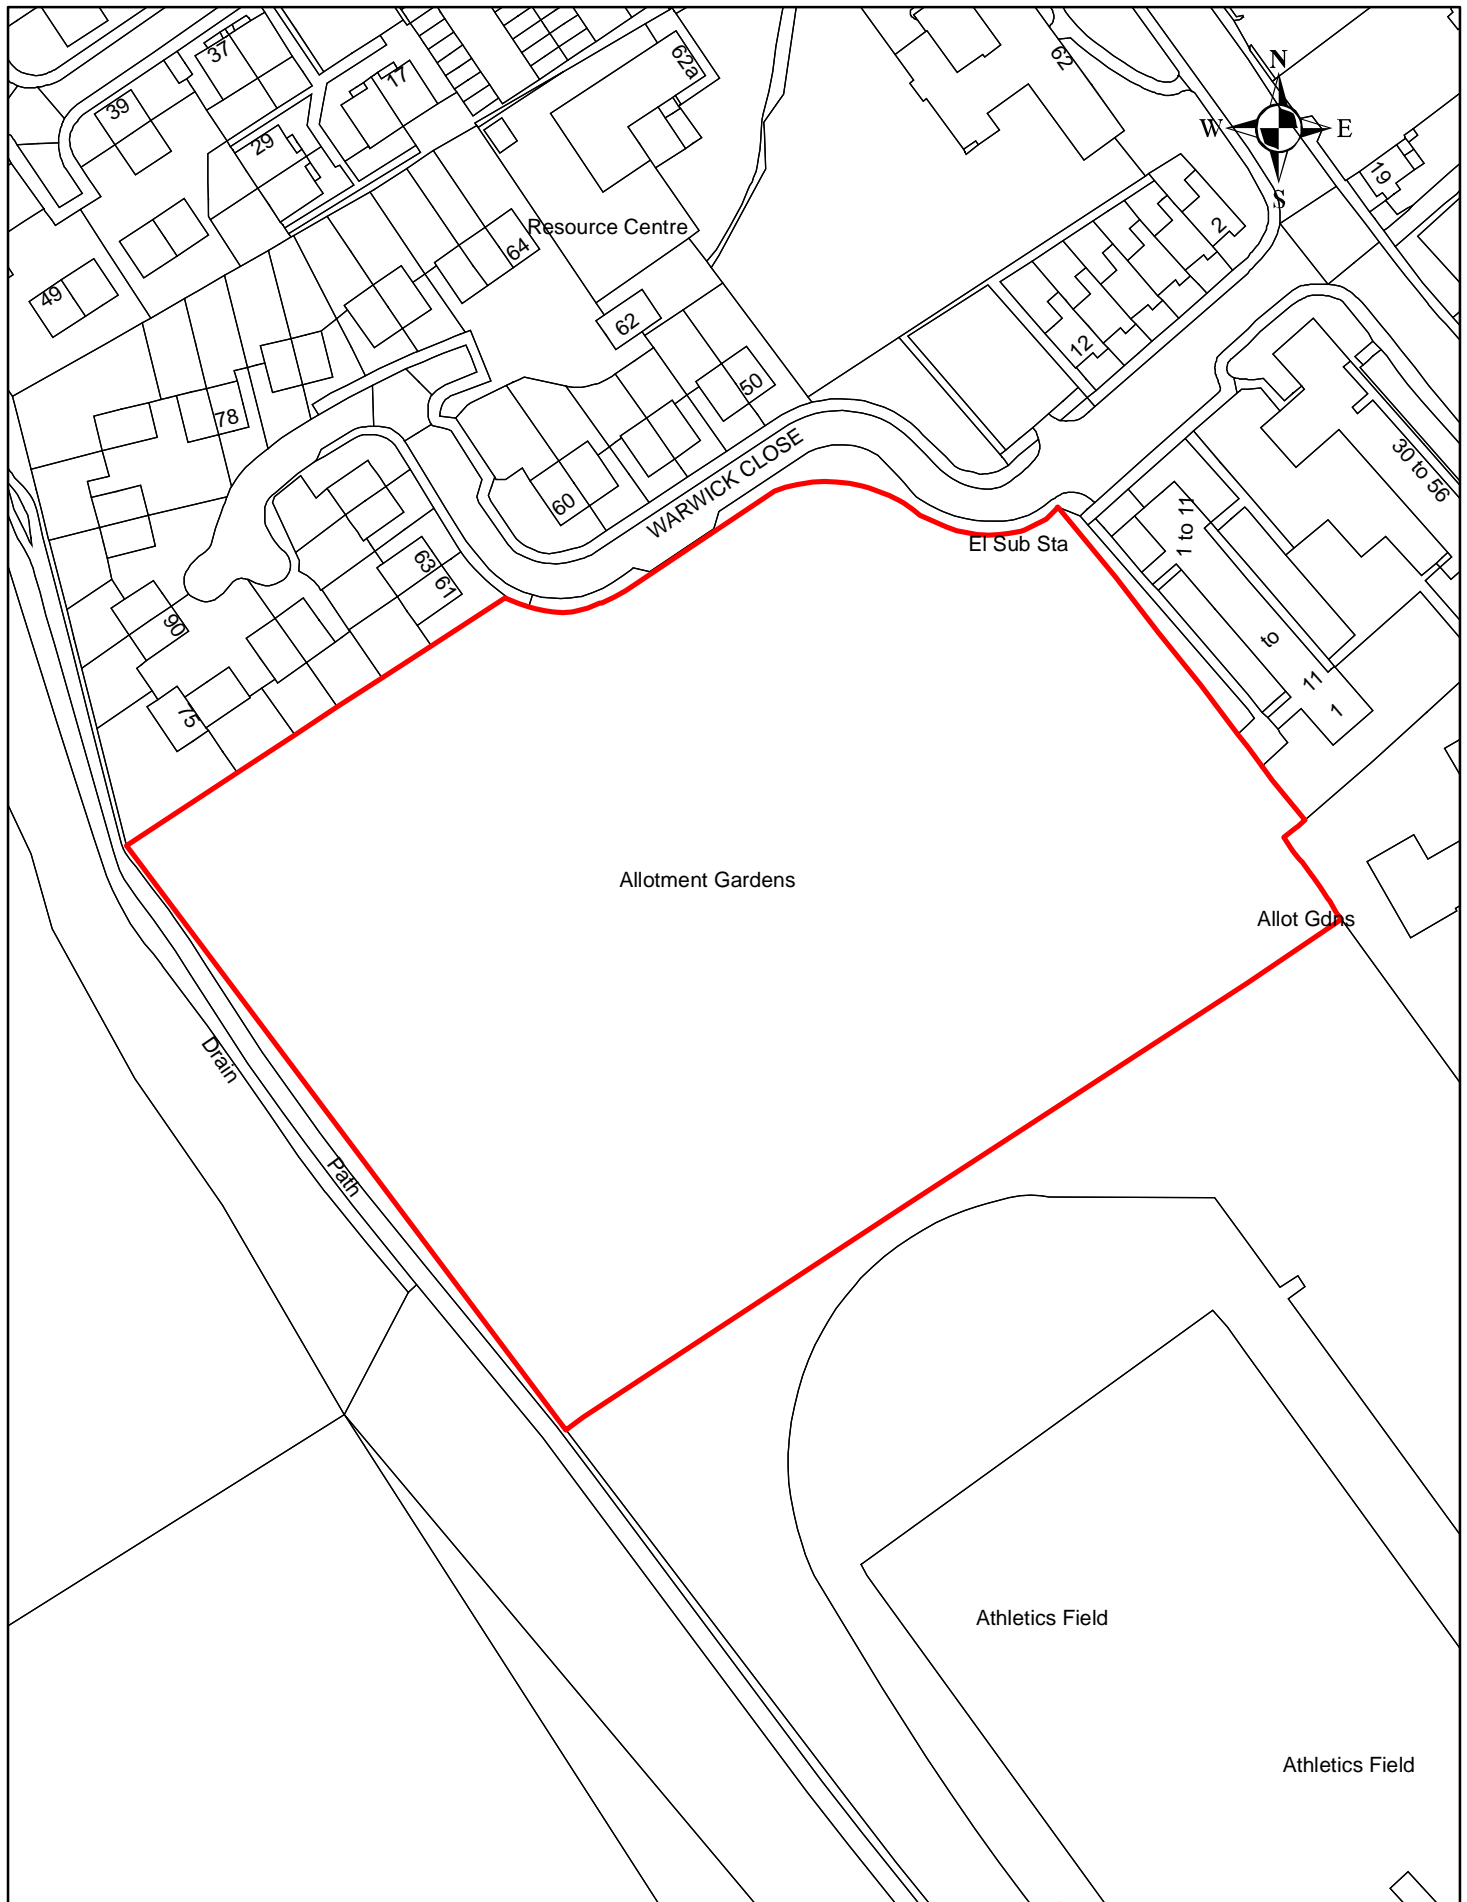 37
62a
62
17
39
29
N
W
E
S
19
Resource Centre
64
2
49
62
12
50
78
WARWICK CLOSE
30 to 56
60
1 to 11
El Sub Sta
63
61
90
to
11
1
75
Allotment Gardens
Allot Gdns
Drain
Path
Athletics Field
Athletics Field